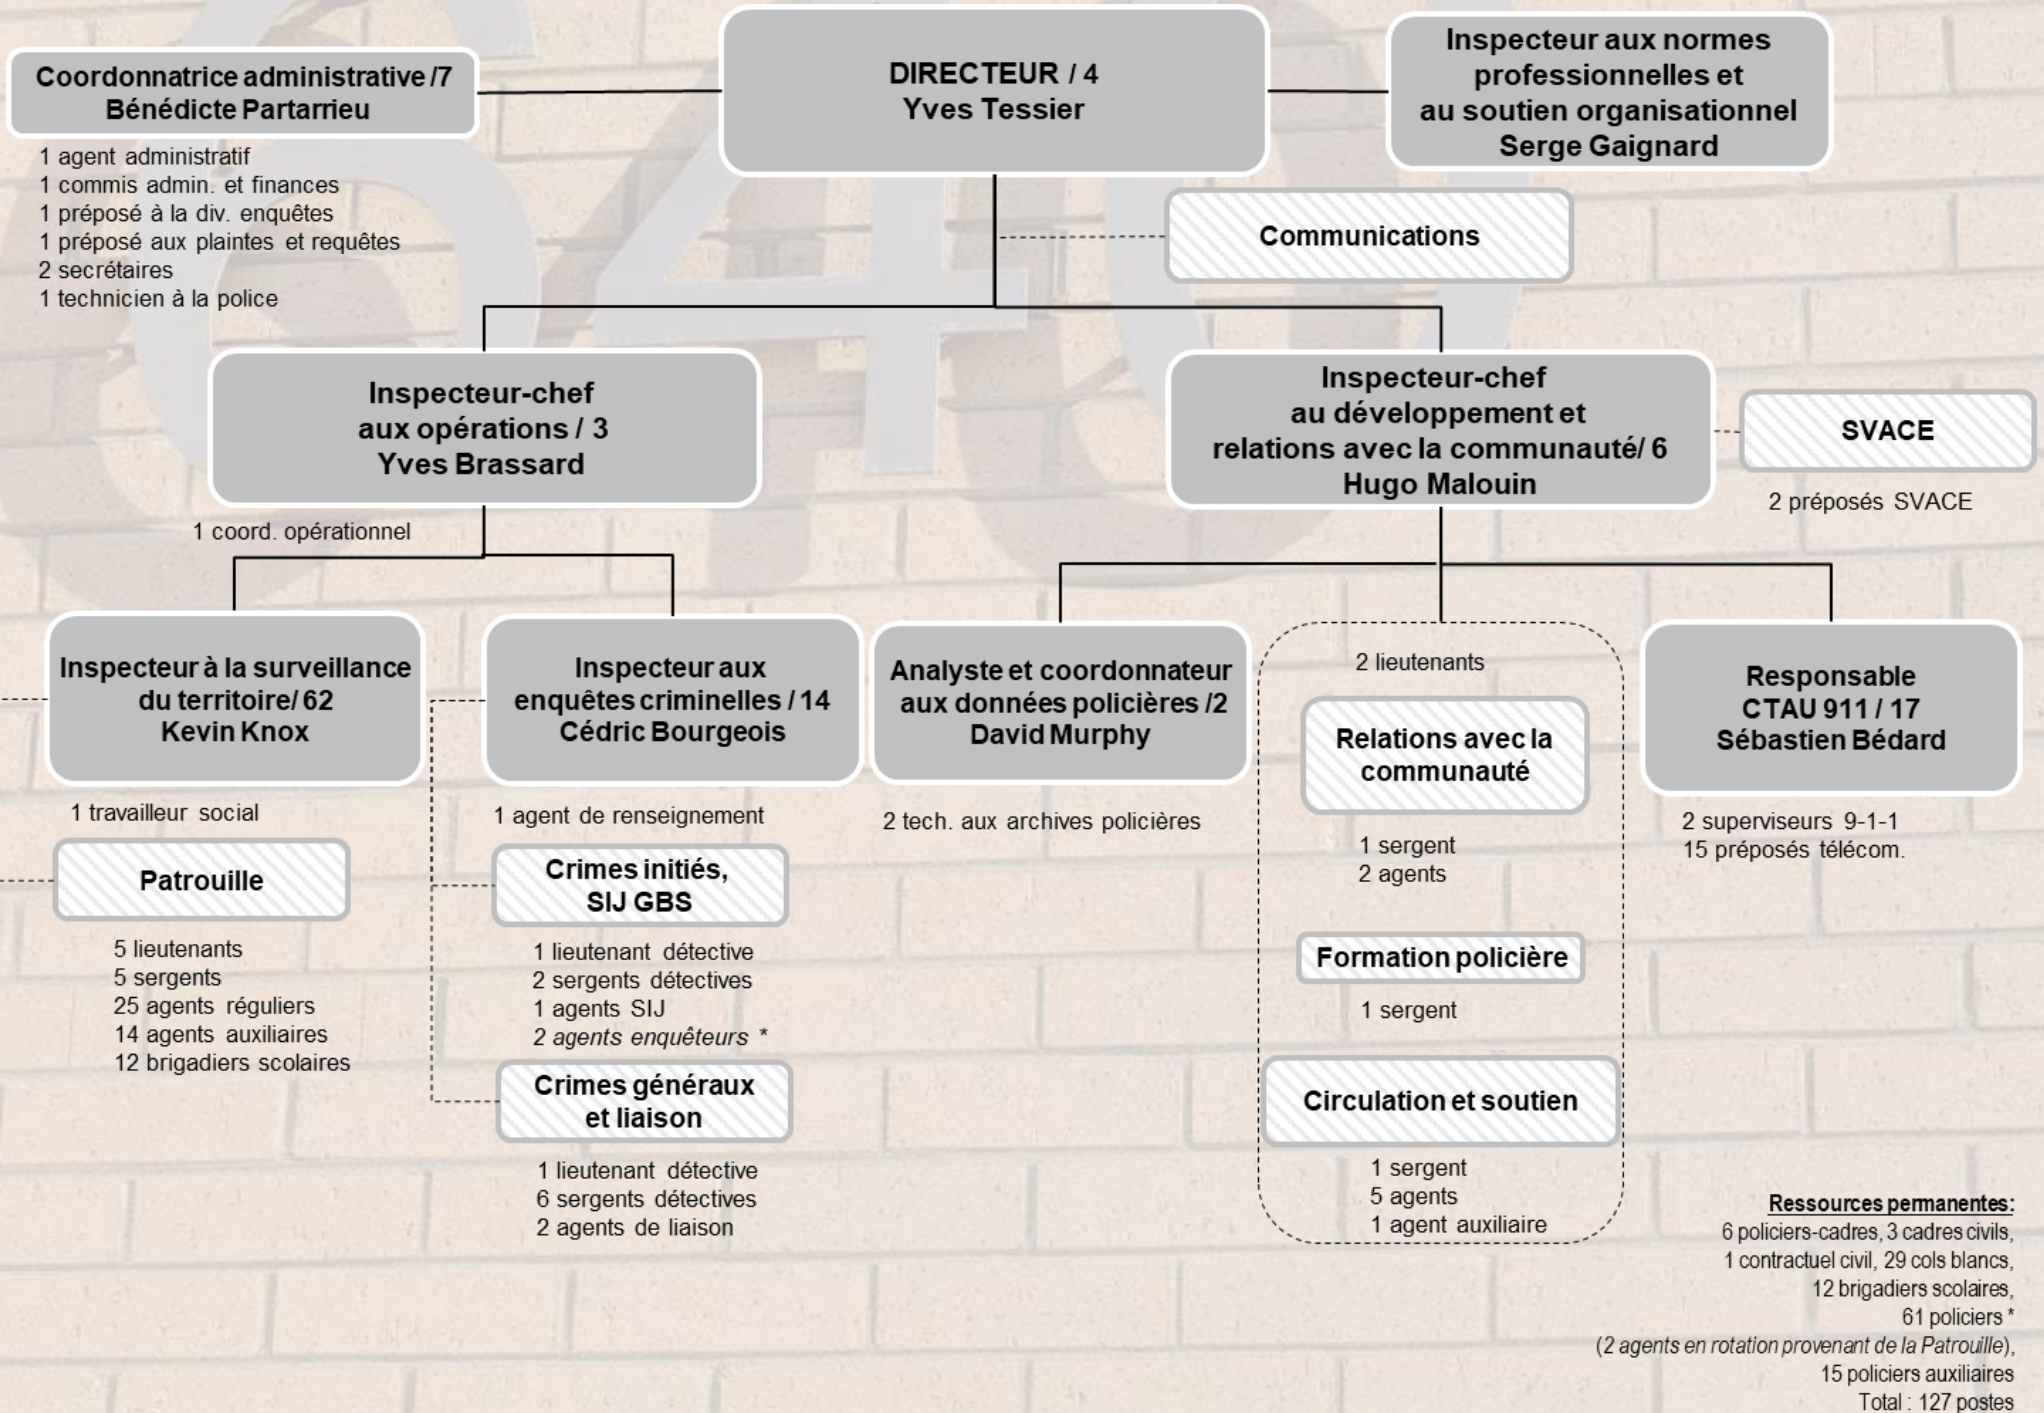 Coordonnatrice administrative /7
Bénédicte Partarrieu
1 agent administratif
1 commis admin. et finances
1 préposé à la div. enquêtes
1 préposé aux plaintes et requêtes
2 secrétaires
1 technicien à la police
DIRECTEUR / 4
Yves Tessier
Inspecteur aux normes
professionnelles et
au soutien organisationnel
Serge Gaignard
Communications
Inspecteur-chef
aux opérations / 3
Yves Brassard
1 coord. opérationnel
Inspecteur-chef
au développement et
relations avec la communauté/ 6
Hugo Malouin
SVACE
2 préposés SVACE
Inspecteur à la surveillance
du territoire/ 62
Kevin Knox
1 travailleur social
Patrouille
5 lieutenants
5 sergents
25 agents réguliers
14 agents auxiliaires
12 brigadiers scolaires
Inspecteur aux
enquêtes criminelles / 14
Cédric Bourgeois
1 agent de renseignement
Crimes initiés,
SIJ GBS
1 lieutenant détective
2 sergents détectives
1 agents SIJ
2 agents enquêteurs *
Crimes généraux
et liaison
1 lieutenant détective
6 sergents détectives
2 agents de liaison
Analyste et coordonnateur
aux données policières /2
David Murphy
2 tech. aux archives policières
2 lieutenants
Relations avec la
communauté
1 sergent
2 agents
Formation policière
1 sergent
Circulation et soutien
1 sergent
5 agents
1 agent auxiliaire
Responsable
CTAU 911 / 17
Sébastien Bédard
2 superviseurs 9-1-1
15 préposés télécom.
Ressources permanentes:
6 policiers-cadres, 3 cadres civils,
1 contractuel civil, 29 cols blancs,
12 brigadiers scolaires,
61 policiers *
(2 agents en rotation provenant de la Patrouille),
15 policiers auxiliaires
Total : 127 postes
640